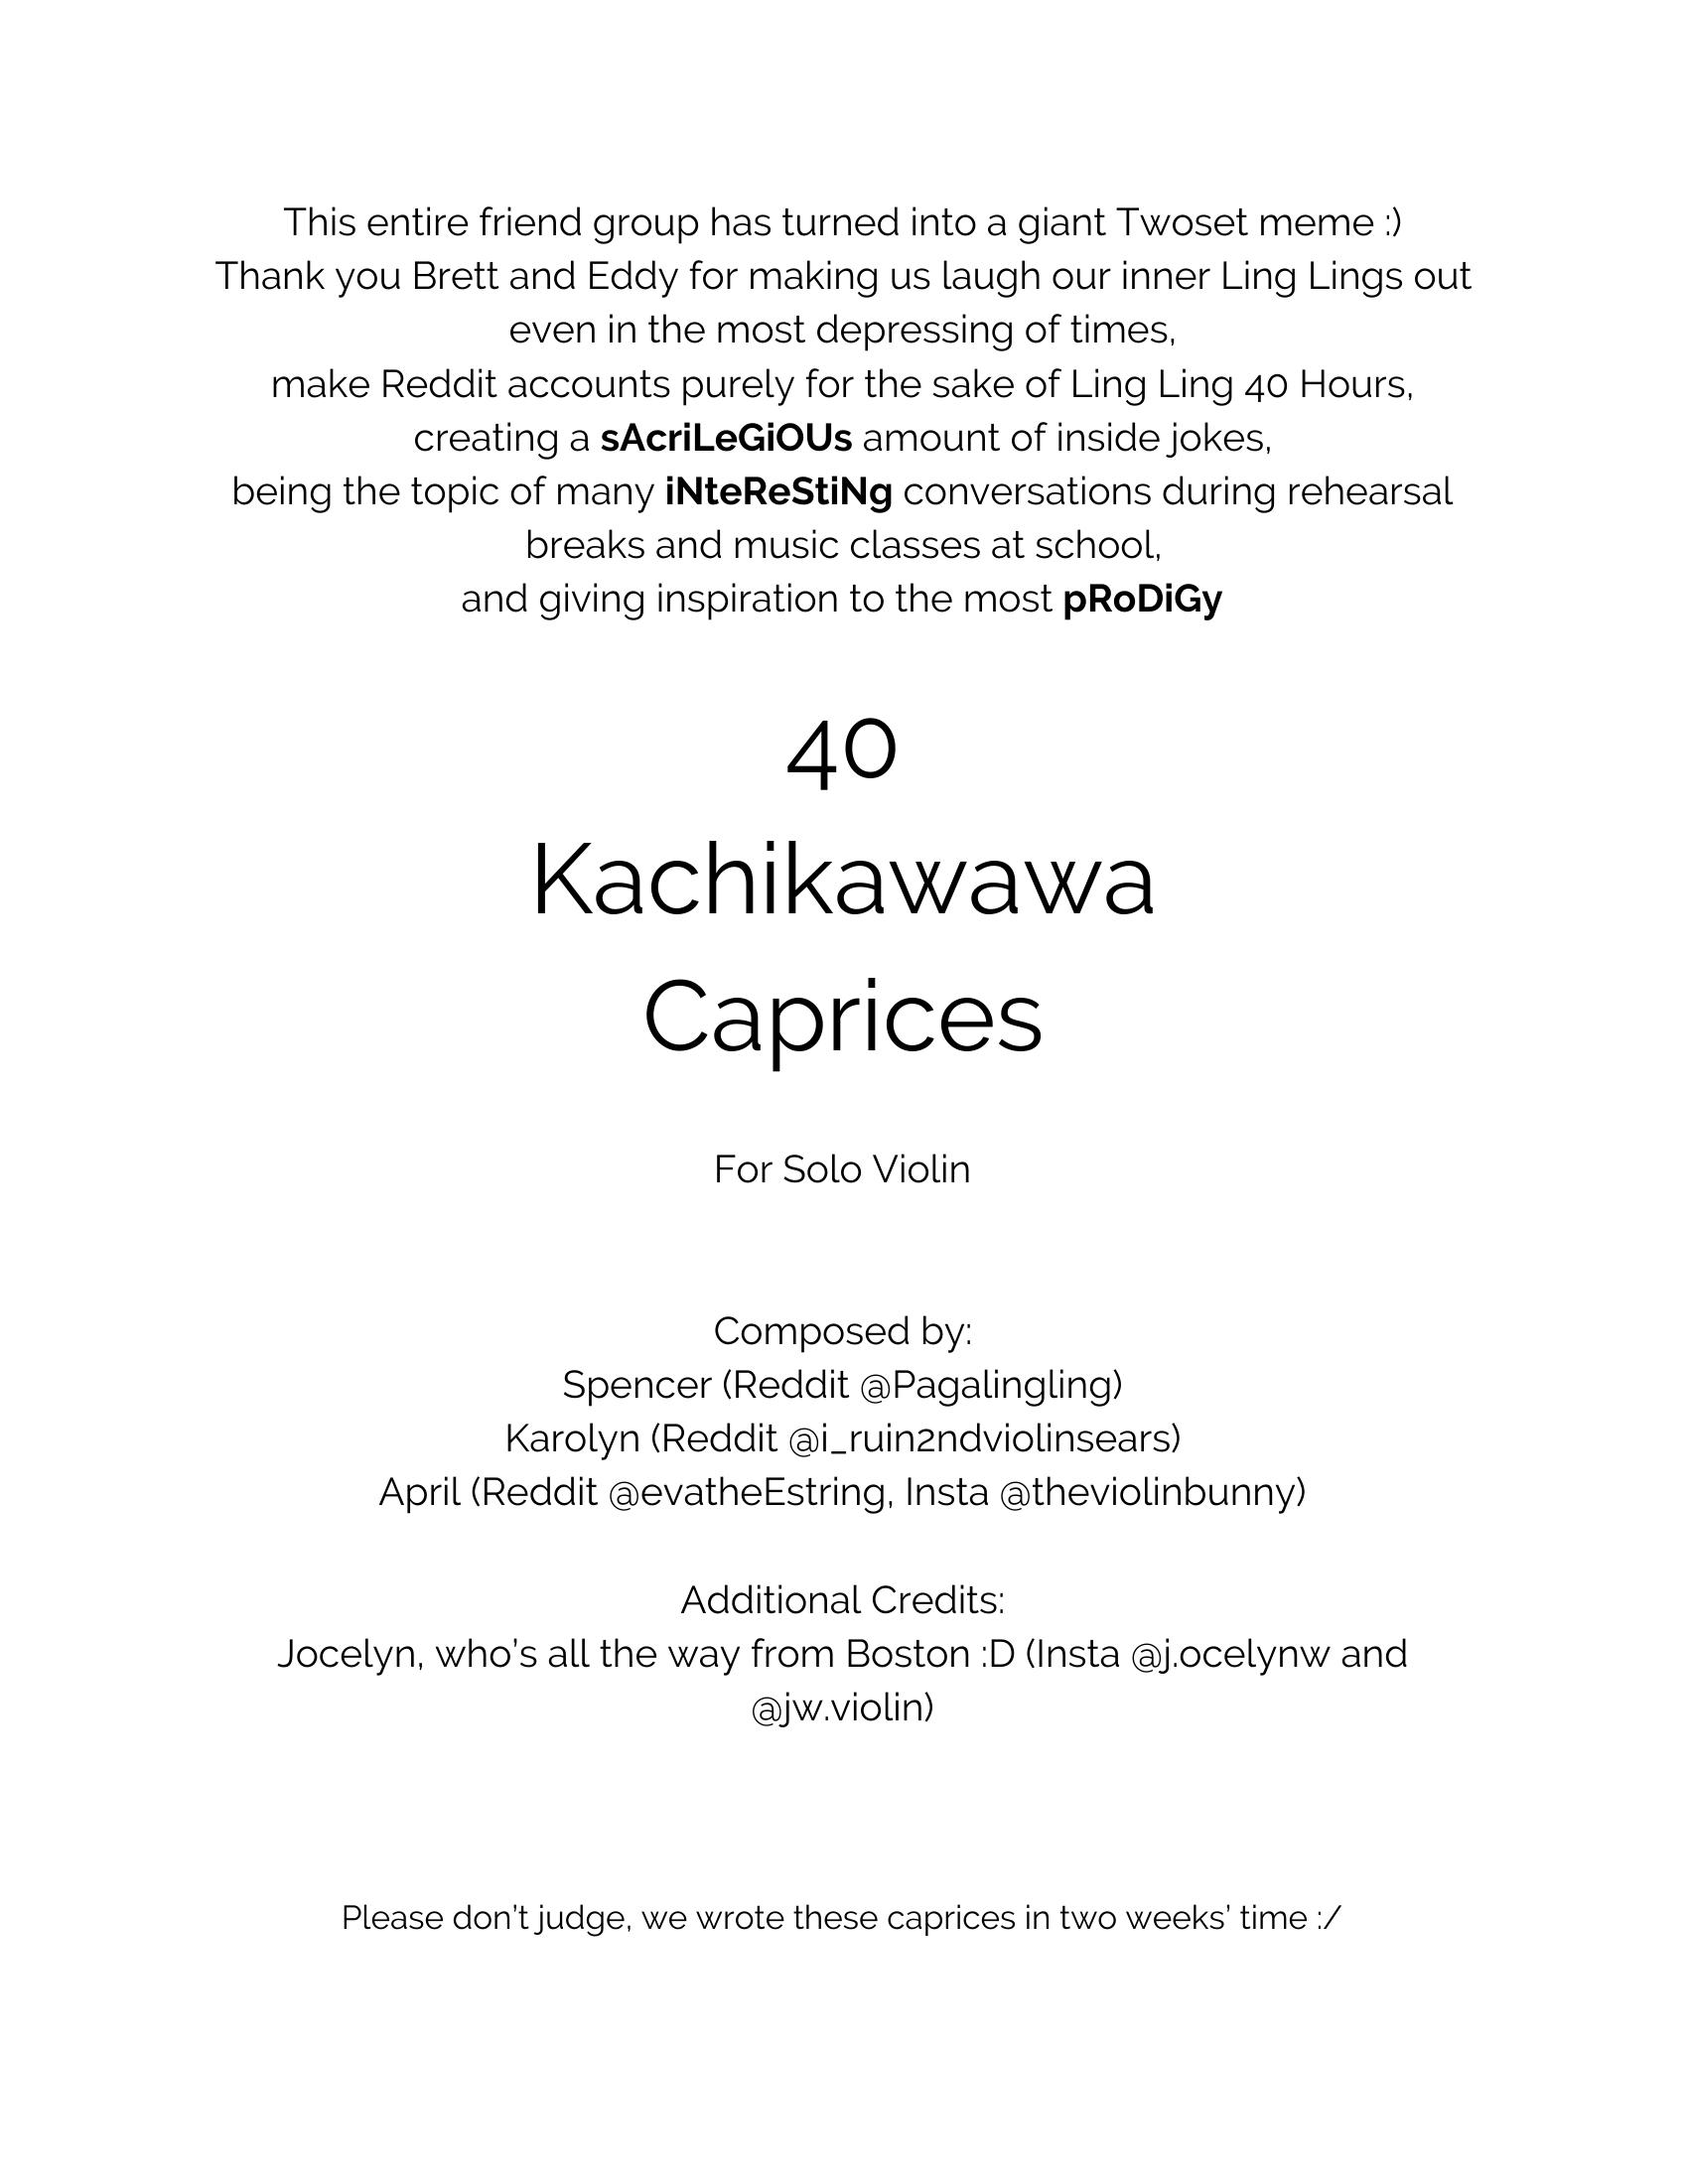 This entire friend group has turned into a giant Twoset meme :)
Thank you Brett and Eddy for making us laugh our inner Ling Lings out
even in the most depressing of times,
make Reddit accounts purely for the sake of Ling Ling 40 Hours,
creating a sAcriLeGiOUs amount of inside jokes,
being the topic of many iNteReStiNg conversations during rehearsal
breaks and music classes at school,
and giving inspiration to the most pRoDiGy
40
Kachikawawa
Caprices
For Solo Violin
Composed by:
Spencer (Reddit @Pagalingling)
Karolyn (Reddit @i_ruin2ndviolinsears)
April (Reddit @evatheEstring, Insta @theviolinbunny)
Additional Credits:
Jocelyn, who’s all the way from Boston :D (Insta @j.ocelynw and
@jw.violin)
Please don’t judge, we wrote these caprices in two weeks’ time :/